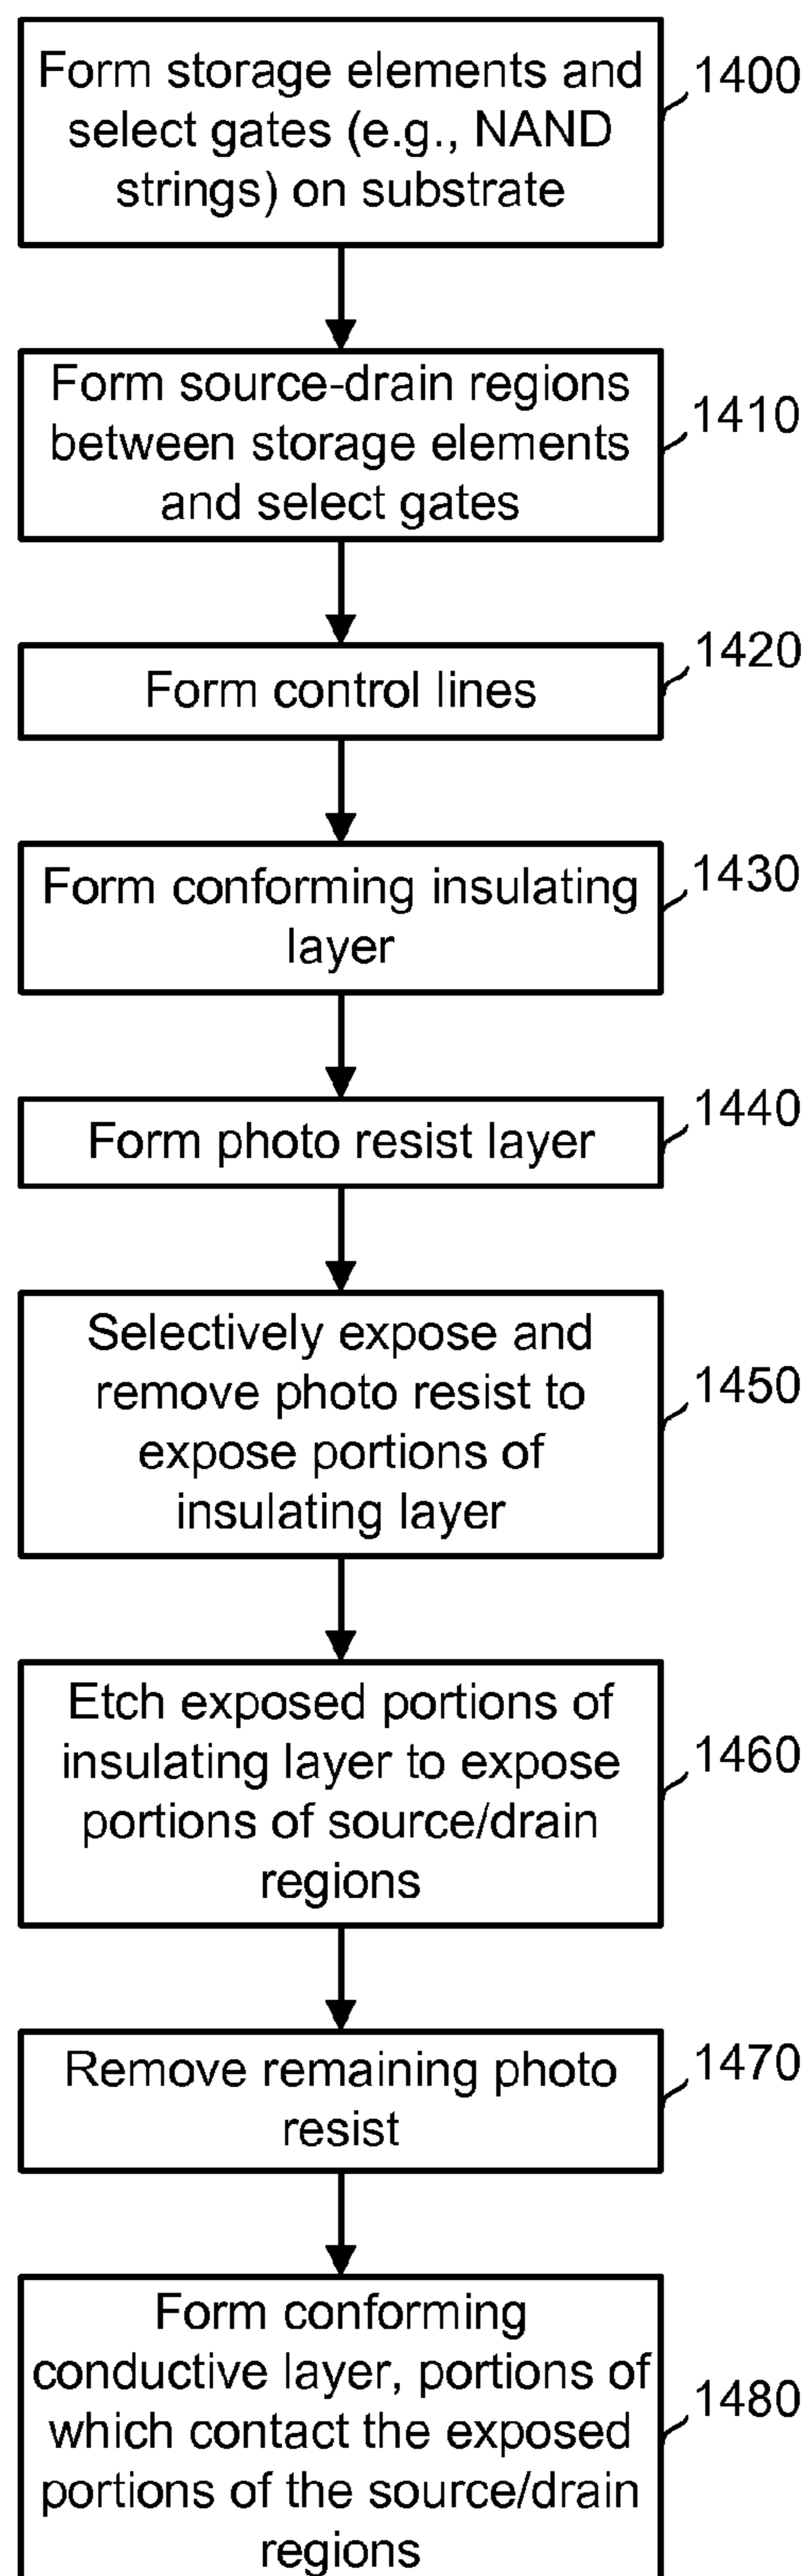 Form storage elements and
select gates (e.g., NAND
strings) on substrate
1400
Form source-drain regions
between storage elements
and select gates
1410
Form control lines
1420
Form conforming insulating
layer
1430
Form photo resist layer
1440
Selectively expose and
remove photo resist to
expose portions of
insulating layer
1450
Etch exposed portions of
insulating layer to expose
portions of source/drain
regions
1460
Remove remaining photo
resist
1470
Form conforming
conductive layer, portions of
which contact the exposed
portions of the source/drain
regions
1480